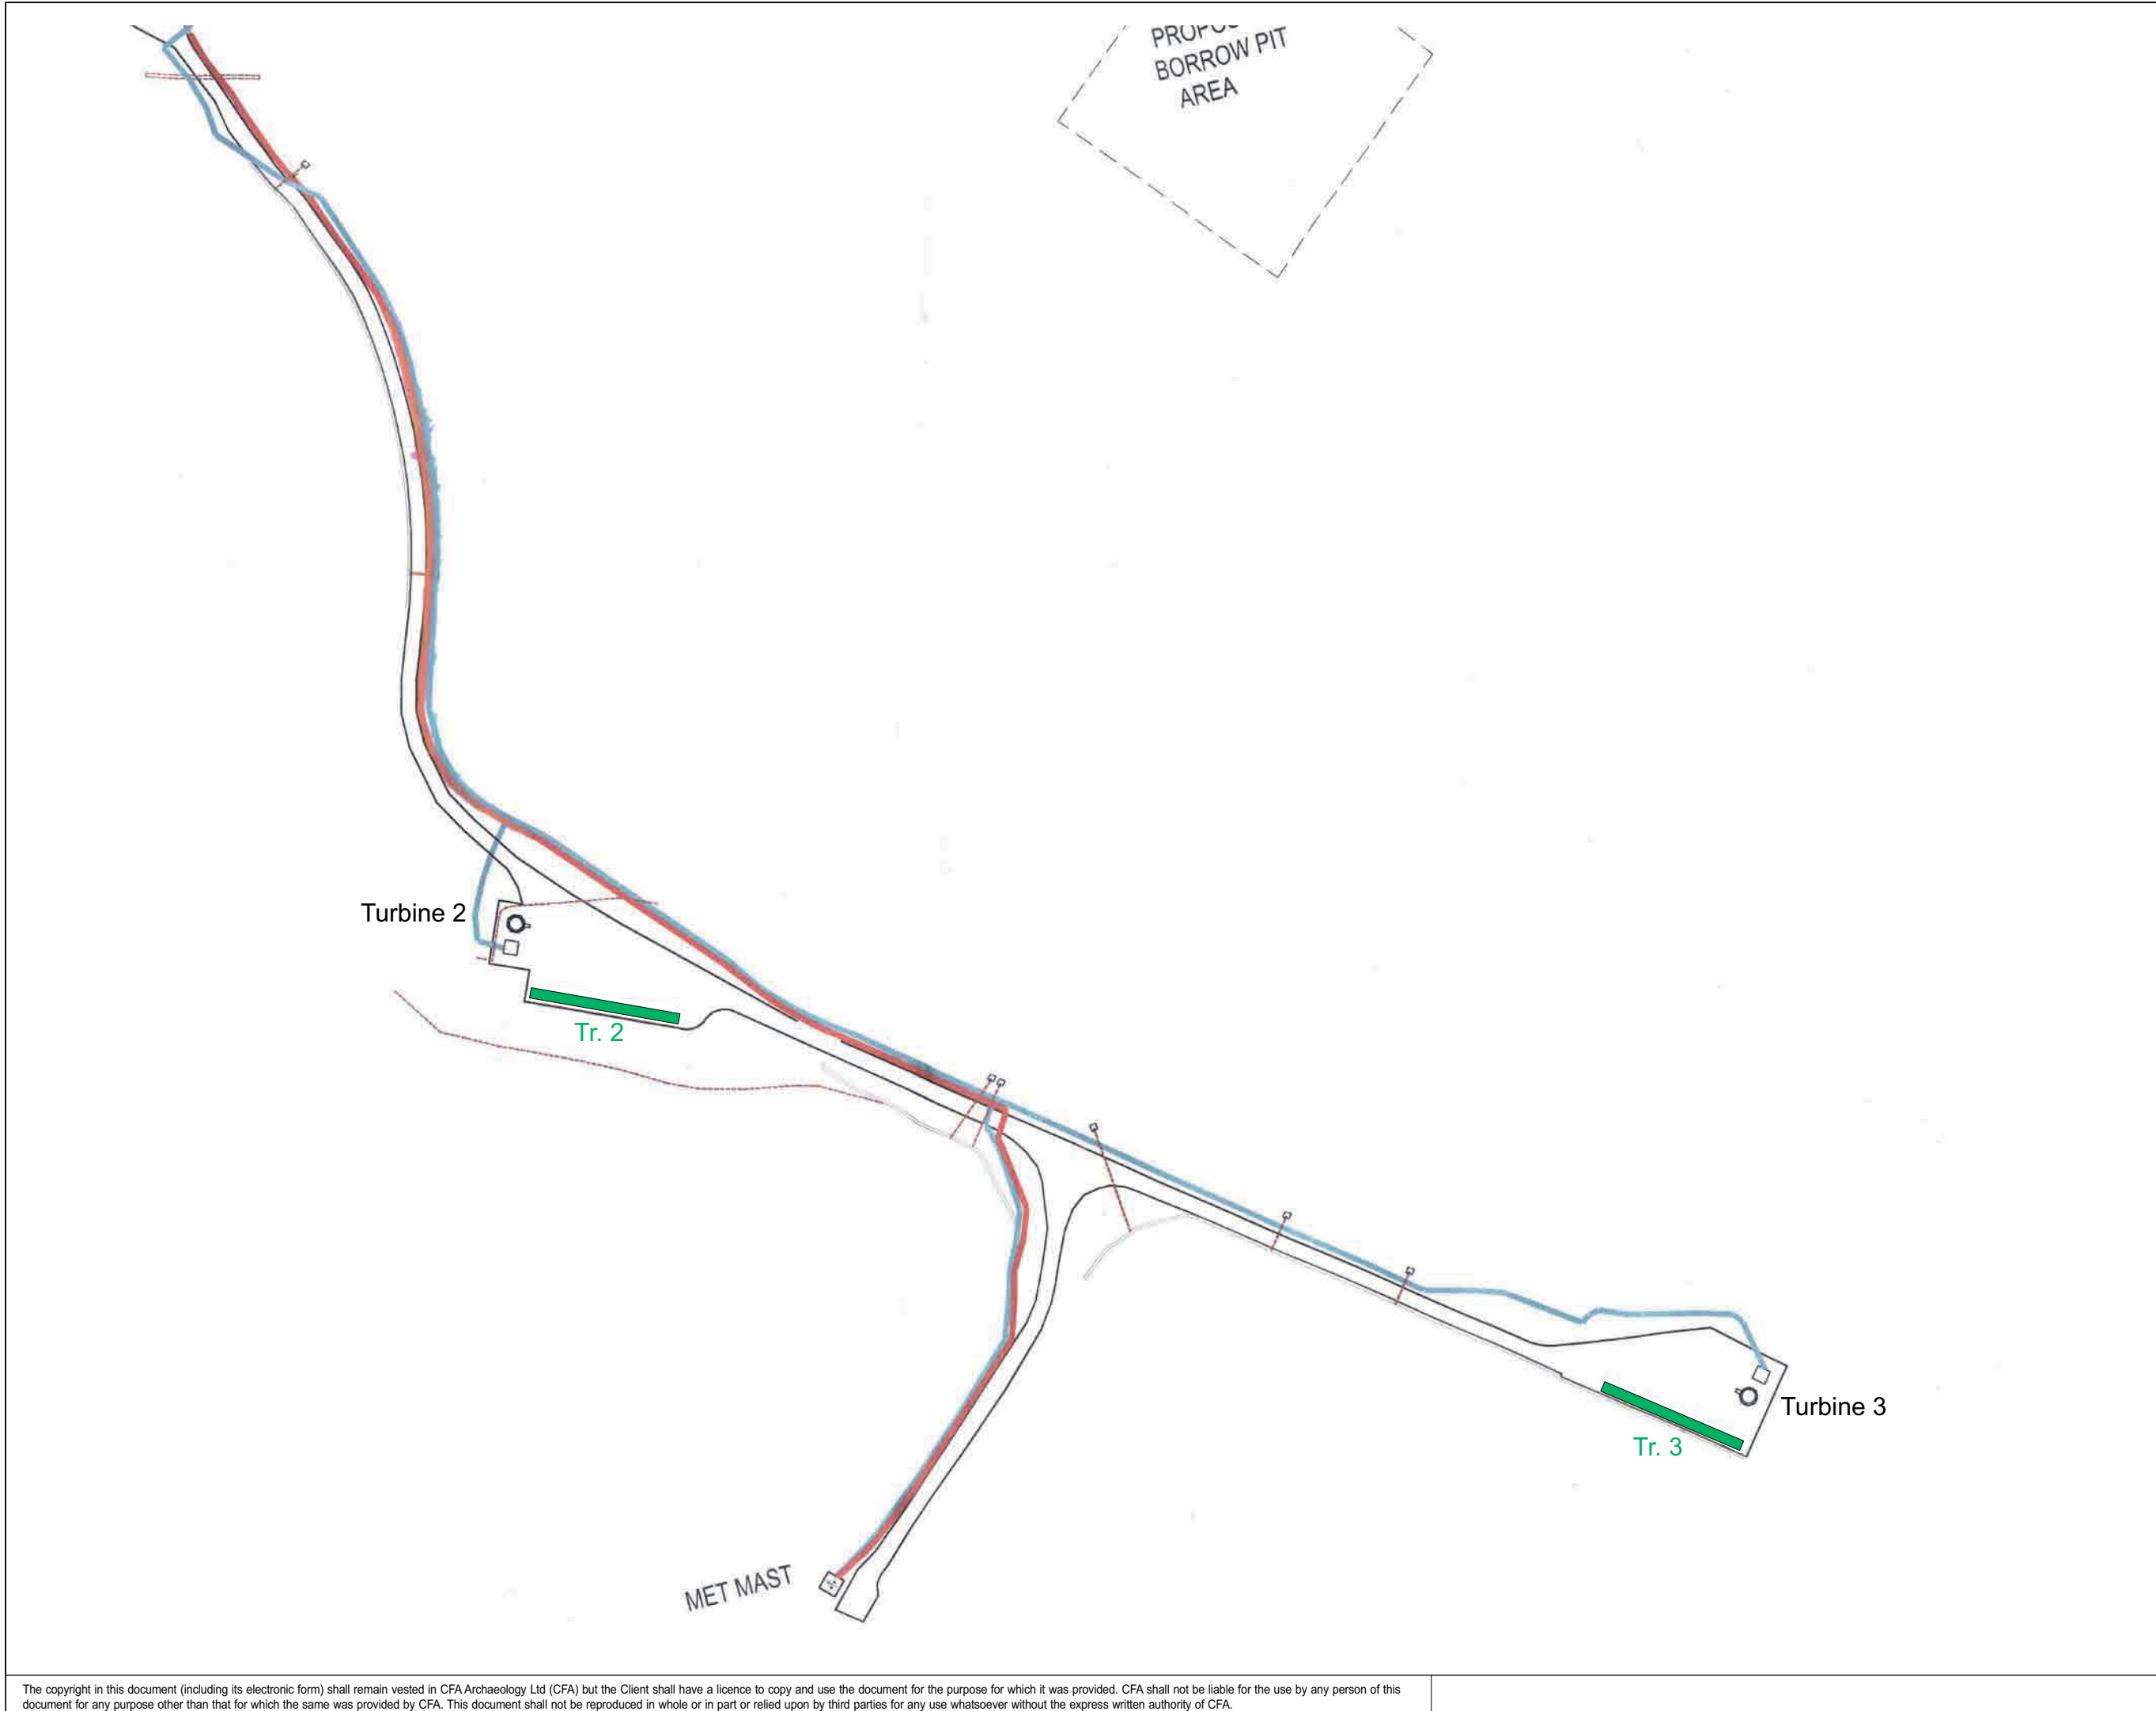 BORROW PIT
AREA
Turbine 2
Tr. 2
Turbine 3
Tr. 3
MET MAST
The copyright in this document (including its electronic form) shall remain vested in CFA Archaeology Ltd (CFA) but the Client shall have a licence to copy and use the document for the purpose for which it was provided. CFA shall not be liable for the use by any person of this
document for any purpose other than that for which the same was provided by CFA. This document shall not be reproduced in whole or in part or relied upon by third parties for any use whatsoever without the express written authority of CFA.